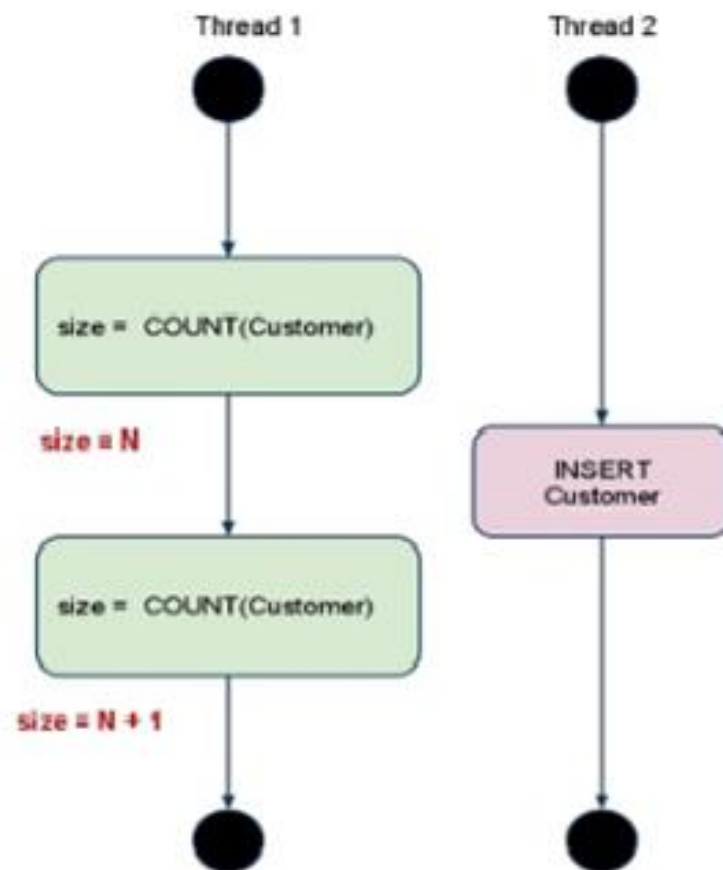 Thread 1
Thread 2
size = COUNT(Customer)
size = N
INSERT
Customer
size = COUNT(Customer)
size = N + 1